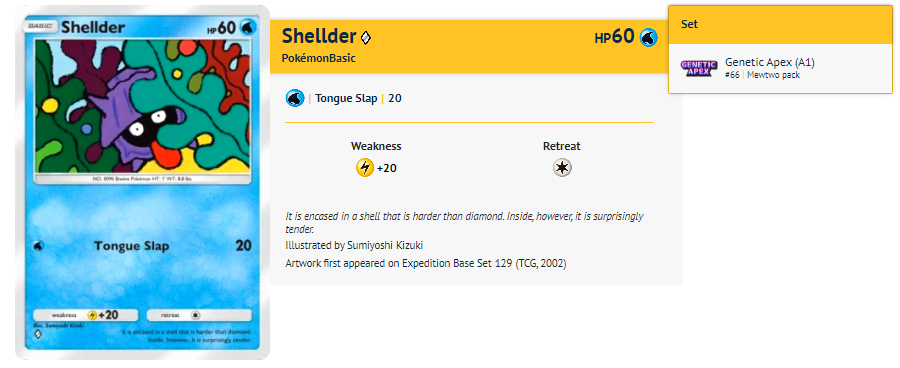 BASIC Shellder HP60
NO. 090 Bivalve Pokémon HT. 1' WT. 8.8 lbs.
Tongue Slap 20
weakness +20 retreat
Illus. Sumiyoshi Kizuki
It is encased in a shell that is harder than diamond.
Inside, however, it is surprisingly tender.
Shellder HP60
PokémonBasic
| Tongue Slap | 20
Weakness Retreat
+20
It is encased in a shell that is harder than diamond. Inside, however, it is surprisingly
tender.
Illustrated by Sumiyoshi Kizuki
Artwork first appeared on Expedition Base Set 129 (TCG, 2002)
Set
GENETIC
APEX
Genetic Apex (A1)
#66 | Mewtwo pack